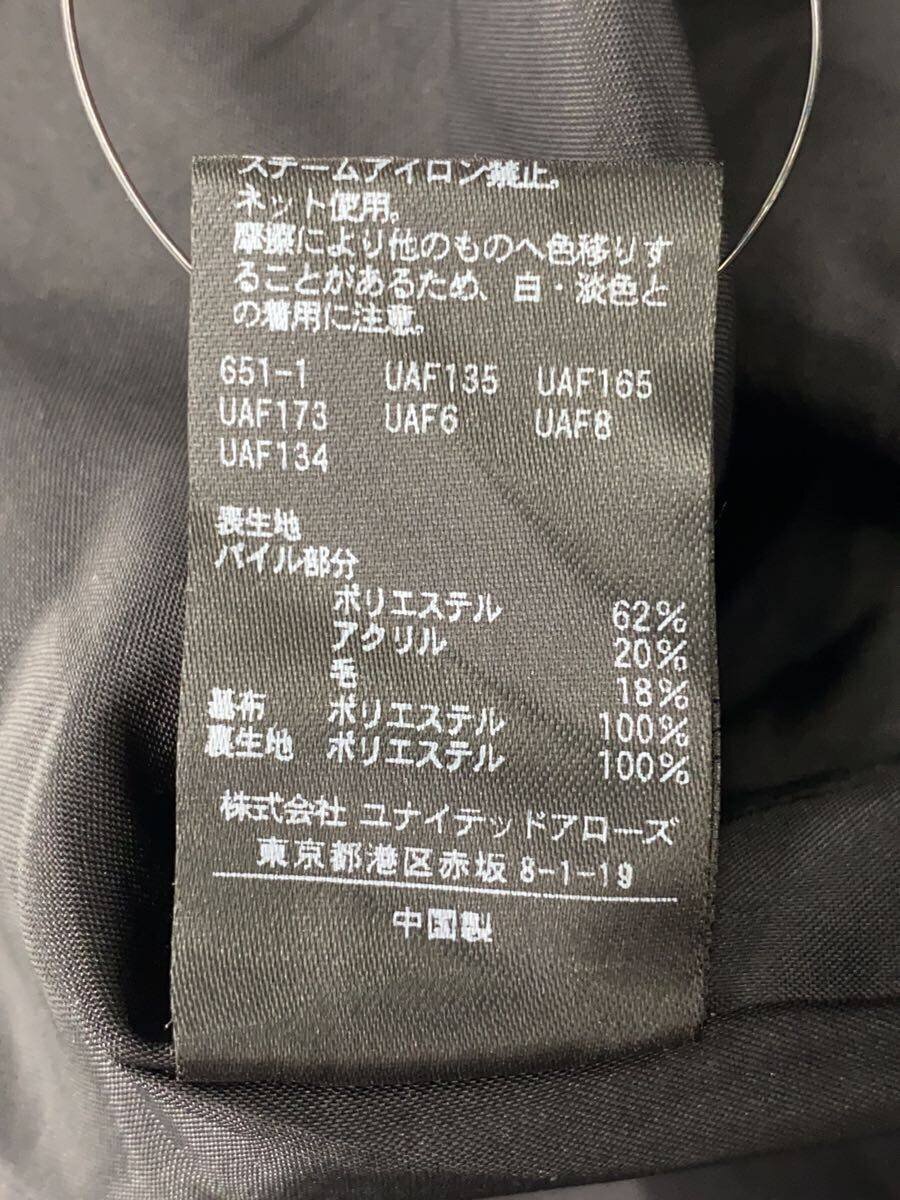 スチームアイロン禁止。
ネット使用。
摩擦により他のものへ色移りす
ることがあるため、白・淡色と
の着用に注意。
651-1 UAF135 UAF165
UAF173 UAF6 UAF8
UAF134
表生地
パイル部分
ポリエステル 62%
アクリル 20%
毛 18%
基布 ポリエステル 100%
裏生地 ポリエステル 100%
株式会社 ユナイテッドアローズ
東京都港区赤坂 8-1-19
中国製